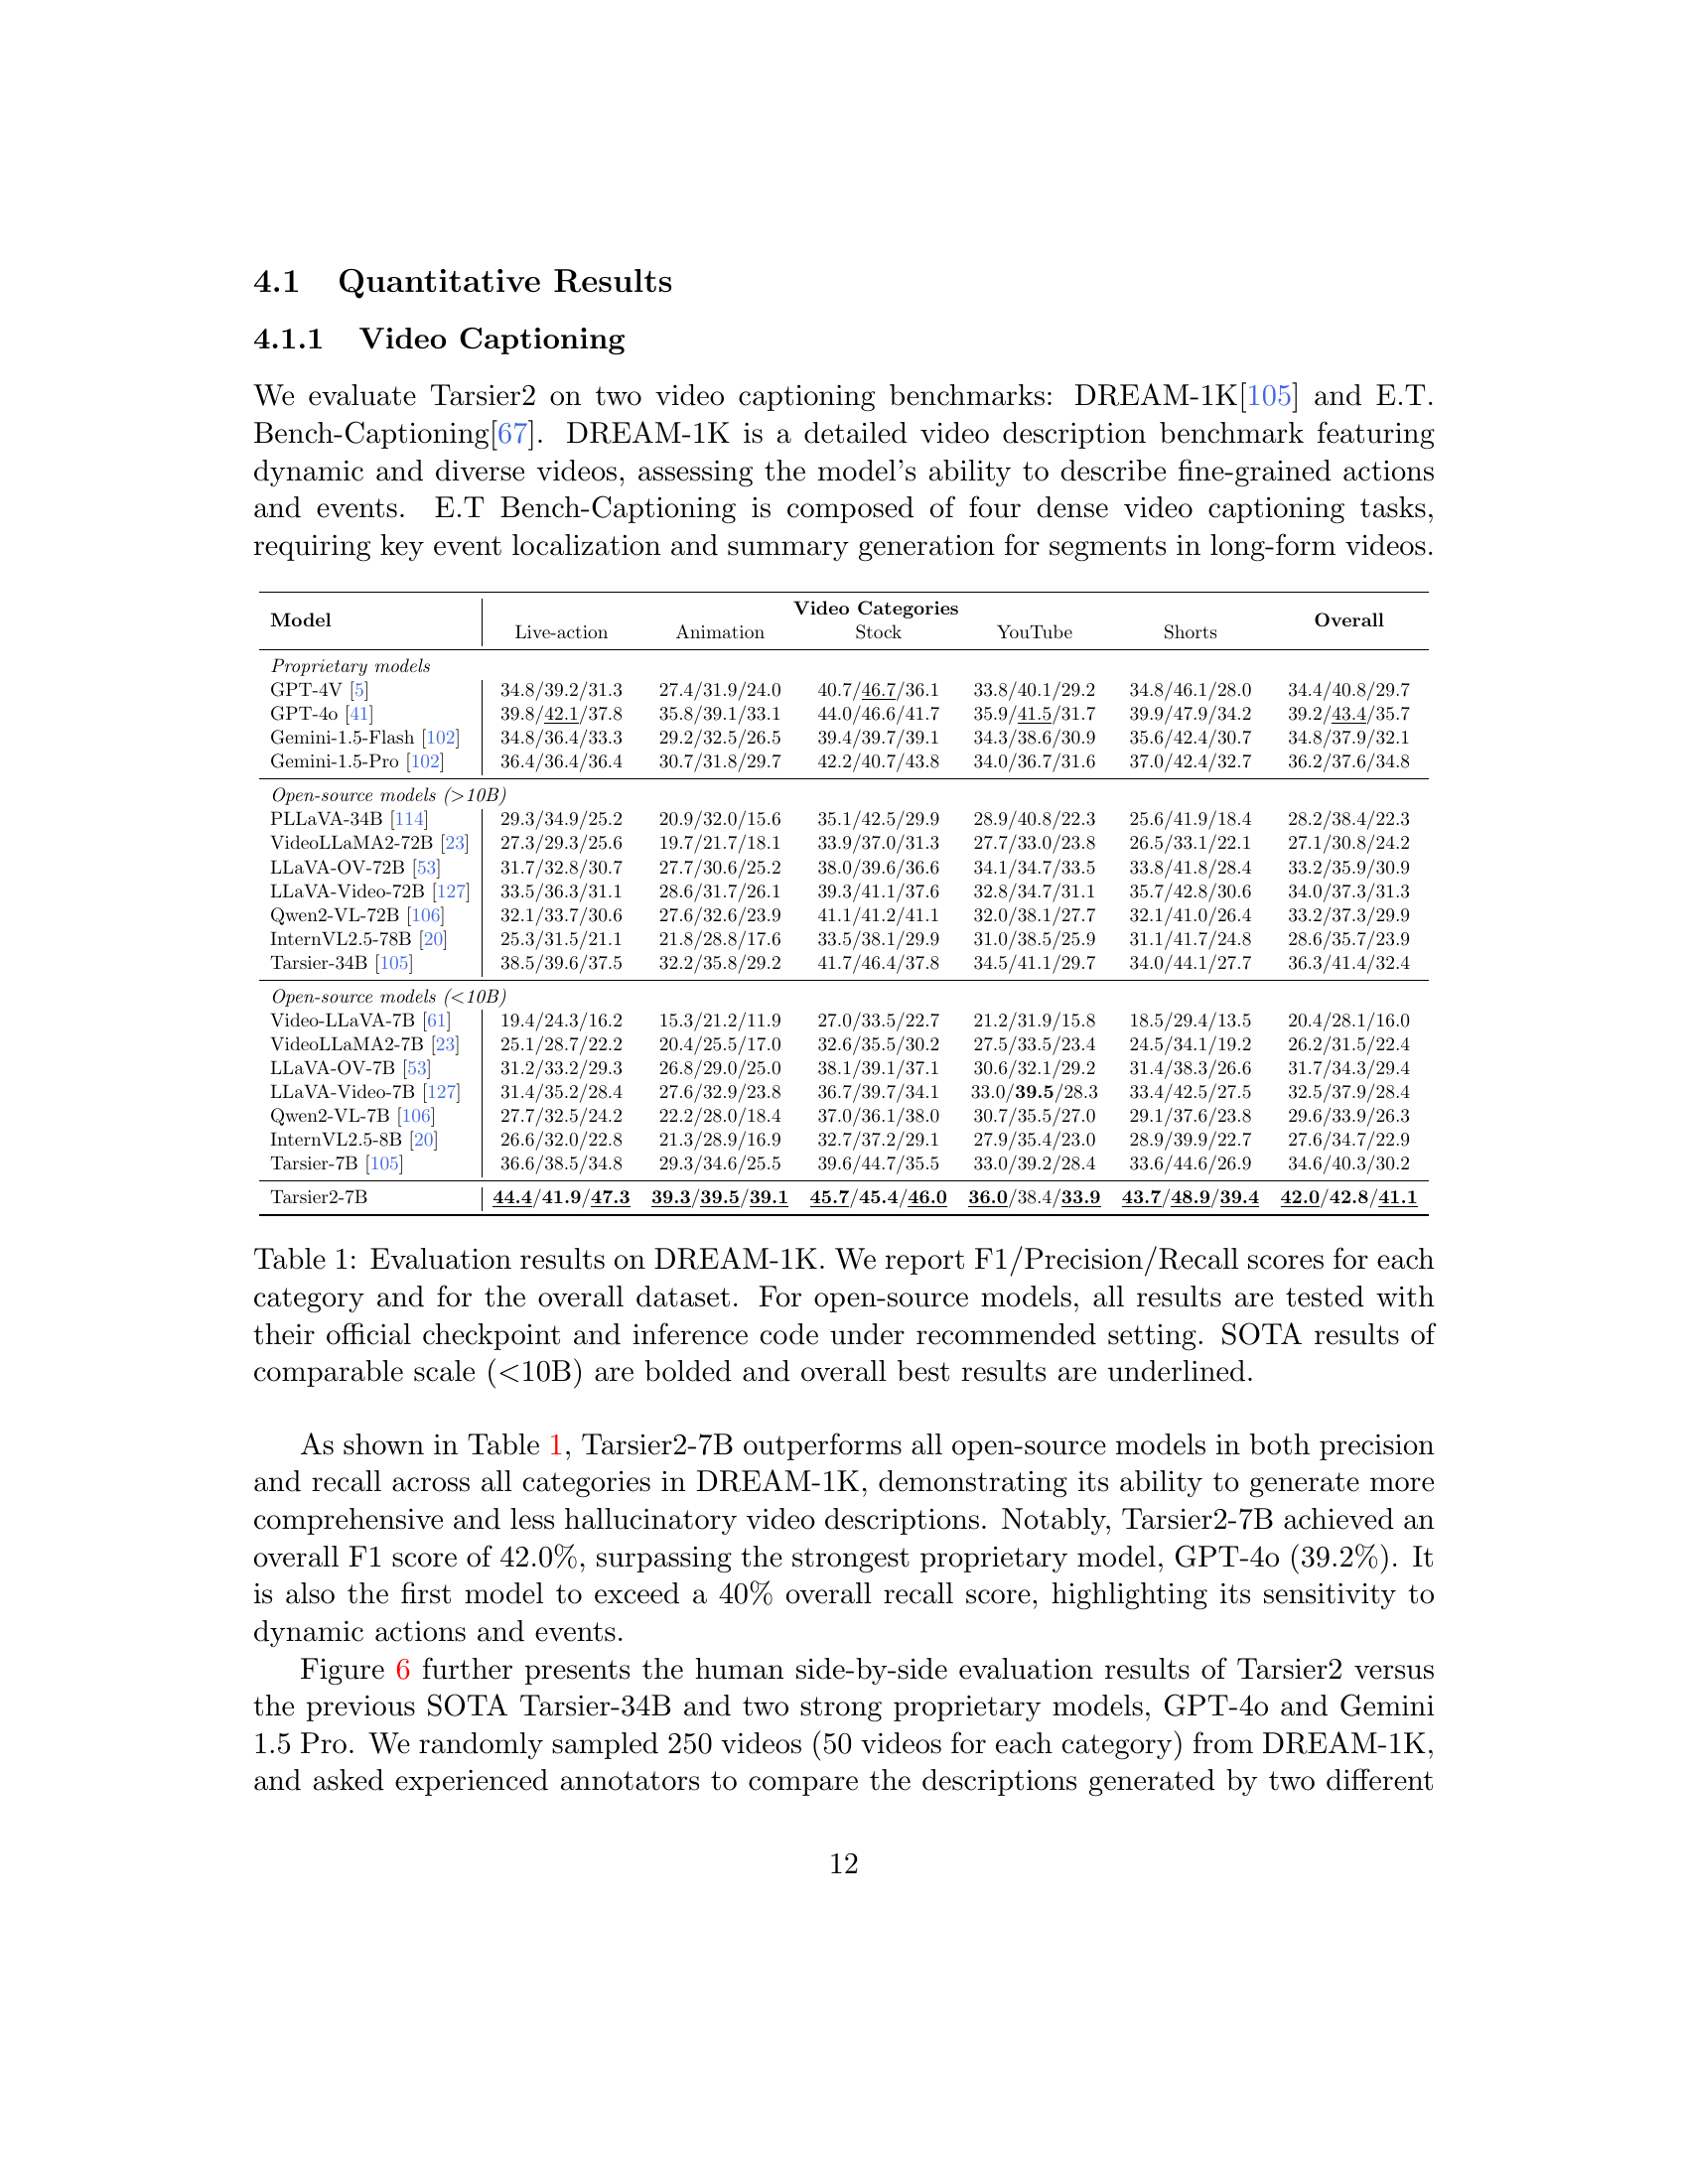 4.1 Quantitative Results
4.1.1 Video Captioning
We evaluate Tarsier2 on two video captioning benchmarks: DREAM-1K[105] and E.T.
Bench-Captioning[67]. DREAM-1K is a detailed video description benchmark featuring
dynamic and diverse videos, assessing the model's ability to describe fine-grained actions
and events. E.T Bench-Captioning is composed of four dense video captioning tasks,
requiring key event localization and summary generation for segments in long-form videos.
Model Video Categories Overall
Live-action Animation Stock YouTube Shorts
Proprietary models
GPT-4V [5] 34.8/39.2/31.3 27.4/31.9/24.0 40.7/46.7/36.1 33.8/40.1/29.2 34.8/46.1/28.0 34.4/40.8/29.7
GPT-4o [41] 39.8/42.1/37.8 35.8/39.1/33.1 44.0/46.6/41.7 35.9/41.5/31.7 39.9/47.9/34.2 39.2/43.4/35.7
Gemini-1.5-Flash [102] 34.8/36.4/33.3 29.2/32.5/26.5 39.4/39.7/39.1 34.3/38.6/30.9 35.6/42.4/30.7 34.8/37.9/32.1
Gemini-1.5-Pro [102] 36.4/36.4/36.4 30.7/31.8/29.7 42.2/40.7/43.8 34.0/36.7/31.6 37.0/42.4/32.7 36.2/37.6/34.8
Open-source models (>10B)
PLLaVA-34B [114] 29.3/34.9/25.2 20.9/32.0/15.6 35.1/42.5/29.9 28.9/40.8/22.3 25.6/41.9/18.4 28.2/38.4/22.3
VideoLLaMA2-72B [23] 27.3/29.3/25.6 19.7/21.7/18.1 33.9/37.0/31.3 27.7/33.0/23.8 26.5/33.1/22.1 27.1/30.8/24.2
LLaVA-OV-72B [53] 31.7/32.8/30.7 27.7/30.6/25.2 38.0/39.6/36.6 34.1/34.7/33.5 33.8/41.8/28.4 33.2/35.9/30.9
LLaVA-Video-72B [127] 33.5/36.3/31.1 28.6/31.7/26.1 39.3/41.1/37.6 32.8/34.7/31.1 35.7/42.8/30.6 34.0/37.3/31.3
Qwen2-VL-72B [106] 32.1/33.7/30.6 27.6/32.6/23.9 41.1/41.2/41.1 32.0/38.1/27.7 32.1/41.0/26.4 33.2/37.3/29.9
InternVL2.5-78B [20] 25.3/31.5/21.1 21.8/28.8/17.6 33.5/38.1/29.9 31.0/38.5/25.9 31.1/41.7/24.8 28.6/35.7/23.9
Tarsier-34B [105] 38.5/39.6/37.5 32.2/35.8/29.2 41.7/46.4/37.8 34.5/41.1/29.7 34.0/44.1/27.7 36.3/41.4/32.4
Open-source models (<10B)
Video-LLaVA-7B [61] 19.4/24.3/16.2 15.3/21.2/11.9 27.0/33.5/22.7 21.2/31.9/15.8 18.5/29.4/13.5 20.4/28.1/16.0
VideoLLaMA2-7B [23] 25.1/28.7/22.2 20.4/25.5/17.0 32.6/35.5/30.2 27.5/33.5/23.4 24.5/34.1/19.2 26.2/31.5/22.4
LLaVA-OV-7B [53] 31.2/33.2/29.3 26.8/29.0/25.0 38.1/39.1/37.1 30.6/32.1/29.2 31.4/38.3/26.6 31.7/34.3/29.4
LLaVA-Video-7B [127] 31.4/35.2/28.4 27.6/32.9/23.8 36.7/39.7/34.1 33.0/39.5/28.3 33.4/42.5/27.5 32.5/37.9/28.4
Qwen2-VL-7B [106] 27.7/32.5/24.2 22.2/28.0/18.4 37.0/36.1/38.0 30.7/35.5/27.0 29.1/37.6/23.8 29.6/33.9/26.3
InternVL2.5-8B [20] 26.6/32.0/22.8 21.3/28.9/16.9 32.7/37.2/29.1 27.9/35.4/23.0 28.9/39.9/22.7 27.6/34.7/22.9
Tarsier-7B [105] 36.6/38.5/34.8 29.3/34.6/25.5 39.6/44.7/35.5 33.0/39.2/28.4 33.6/44.6/26.9 34.6/40.3/30.2
Tarsier2-7B 44.4/41.9/47.3 39.3/39.5/39.1 45.7/45.4/46.0 36.0/38.4/33.9 43.7/48.9/39.4 42.0/42.8/41.1
Table 1: Evaluation results on DREAM-1K. We report F1/Precision/Recall scores for each
category and for the overall dataset. For open-source models, all results are tested with
their official checkpoint and inference code under recommended setting. SOTA results of
comparable scale (<10B) are bolded and overall best results are underlined.
As shown in Table 1, Tarsier2-7B outperforms all open-source models in both precision
and recall across all categories in DREAM-1K, demonstrating its ability to generate more
comprehensive and less hallucinatory video descriptions. Notably, Tarsier2-7B achieved an
overall F1 score of 42.0%, surpassing the strongest proprietary model, GPT-4o (39.2%). It
is also the first model to exceed a 40% overall recall score, highlighting its sensitivity to
dynamic actions and events.
Figure 6 further presents the human side-by-side evaluation results of Tarsier2 versus
the previous SOTA Tarsier-34B and two strong proprietary models, GPT-4o and Gemini
1.5 Pro. We randomly sampled 250 videos (50 videos for each category) from DREAM-1K,
and asked experienced annotators to compare the descriptions generated by two different
12